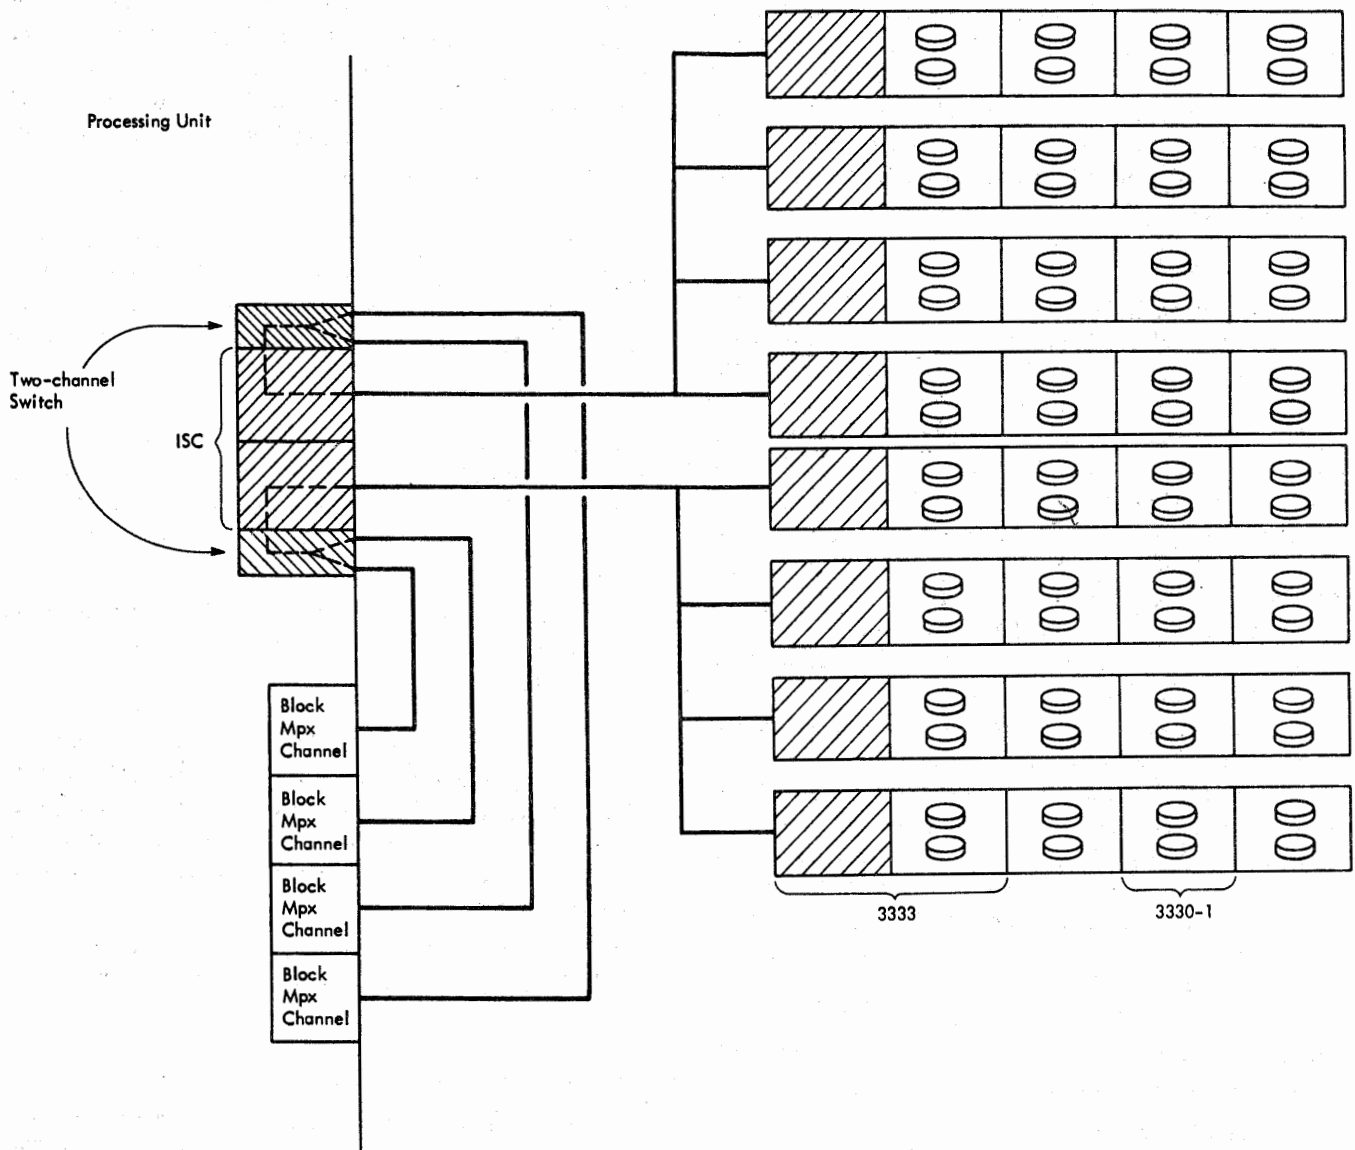 Processing Unit
Two-channel
Switch
ISC
Block
Mpx
Channel
Block
Mpx
Channel
Block
Mpx
Channel
Block
Mpx
Channel
3333
3330-1